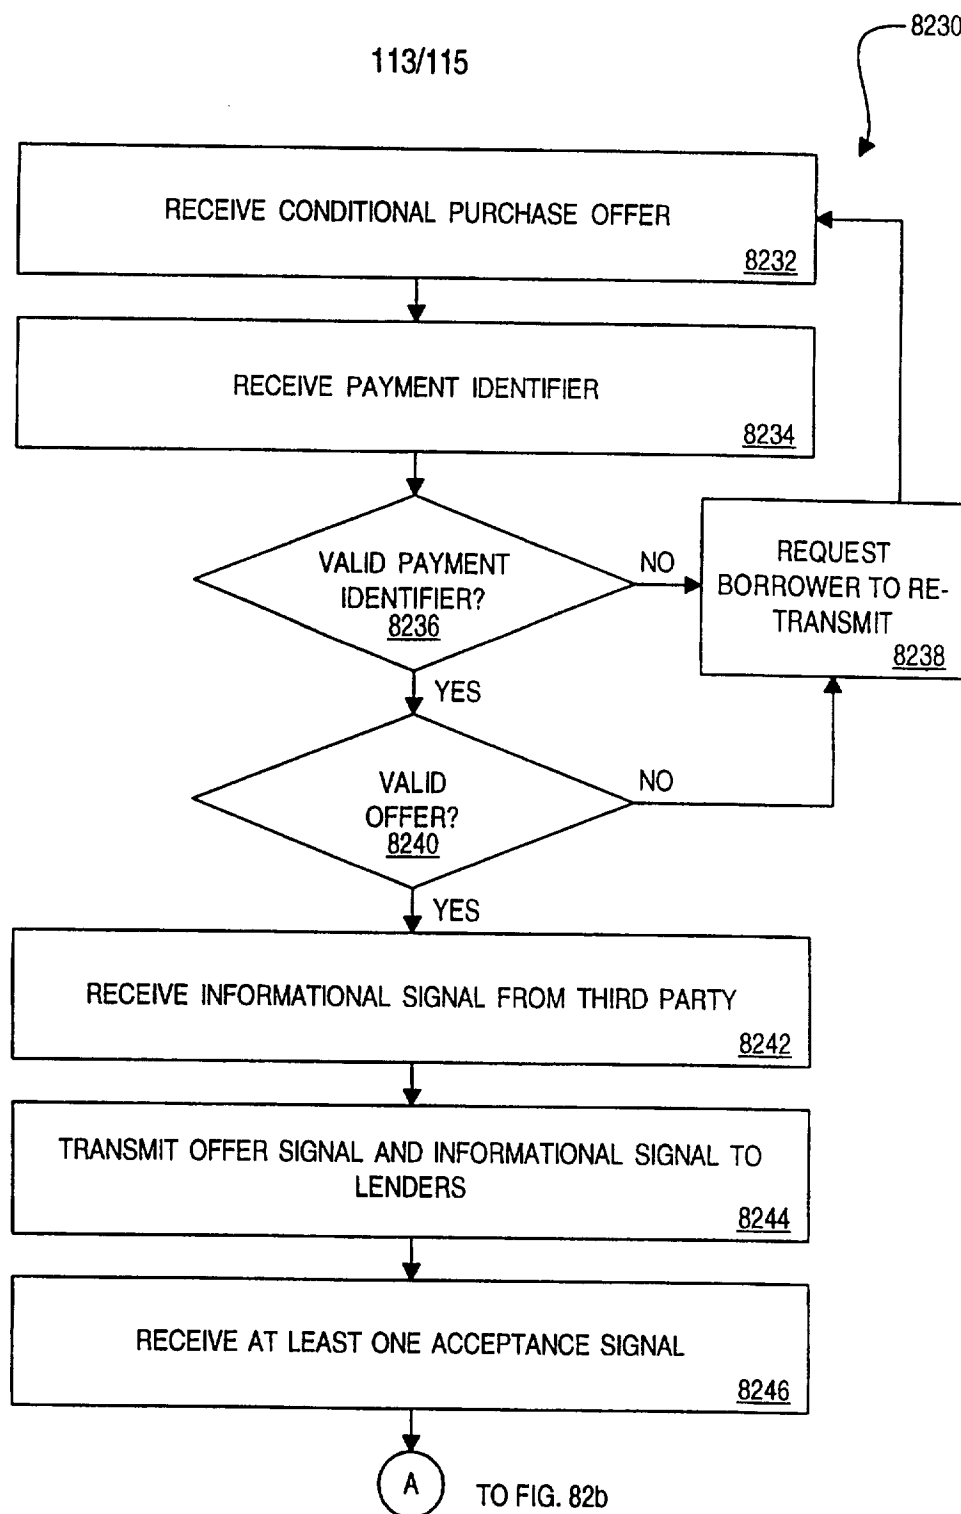 8230
113/115
RECEIVE CONDITIONAL PURCHASE OFFER
8232
RECEIVE PAYMENT IDENTIFIER
8234
VALID PAYMENT
IDENTIFIER?
8236
NO
REQUEST
BORROWER TO RE-
TRANSMIT
8238
YES
VALID
OFFER?
8240
NO
YES
RECEIVE INFORMATIONAL SIGNAL FROM THIRD PARTY
8242
TRANSMIT OFFER SIGNAL AND INFORMATIONAL SIGNAL TO
LENDERS
8244
RECEIVE AT LEAST ONE ACCEPTANCE SIGNAL
8246
A
TO FIG. 82b